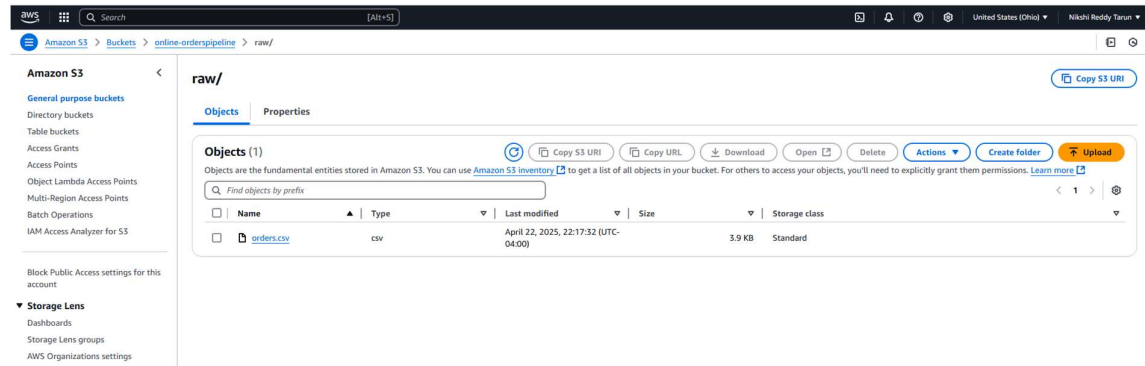 aws Search [Alt+S] United States (Ohio) ▼ Nikshi Reddy Tarun ▼
Amazon S3 > Buckets > online-orderspipeline > raw/
Amazon S3
General purpose buckets
Directory buckets
Table buckets
Access Grants
Access Points
Object Lambda Access Points
Multi-Region Access Points
Batch Operations
IAM Access Analyzer for S3
Block Public Access settings for this
account
▼ Storage Lens
Dashboards
Storage Lens groups
AWS Organizations settings
raw/
Copy S3 URI
Objects Properties
Objects (1) Copy S3 URI Copy URL Download Open Delete Actions ▼ Create folder Upload
Objects are the fundamental entities stored in Amazon S3. You can use Amazon S3 inventory to get a list of all objects in your bucket. For others to access your objects, you'll need to explicitly grant them permissions. Learn more
Find objects by prefix < 1 >
Name Type Last modified Size Storage class
orders.csv csv April 22, 2025, 22:17:32 (UTC- 3.9 KB Standard
04:00)